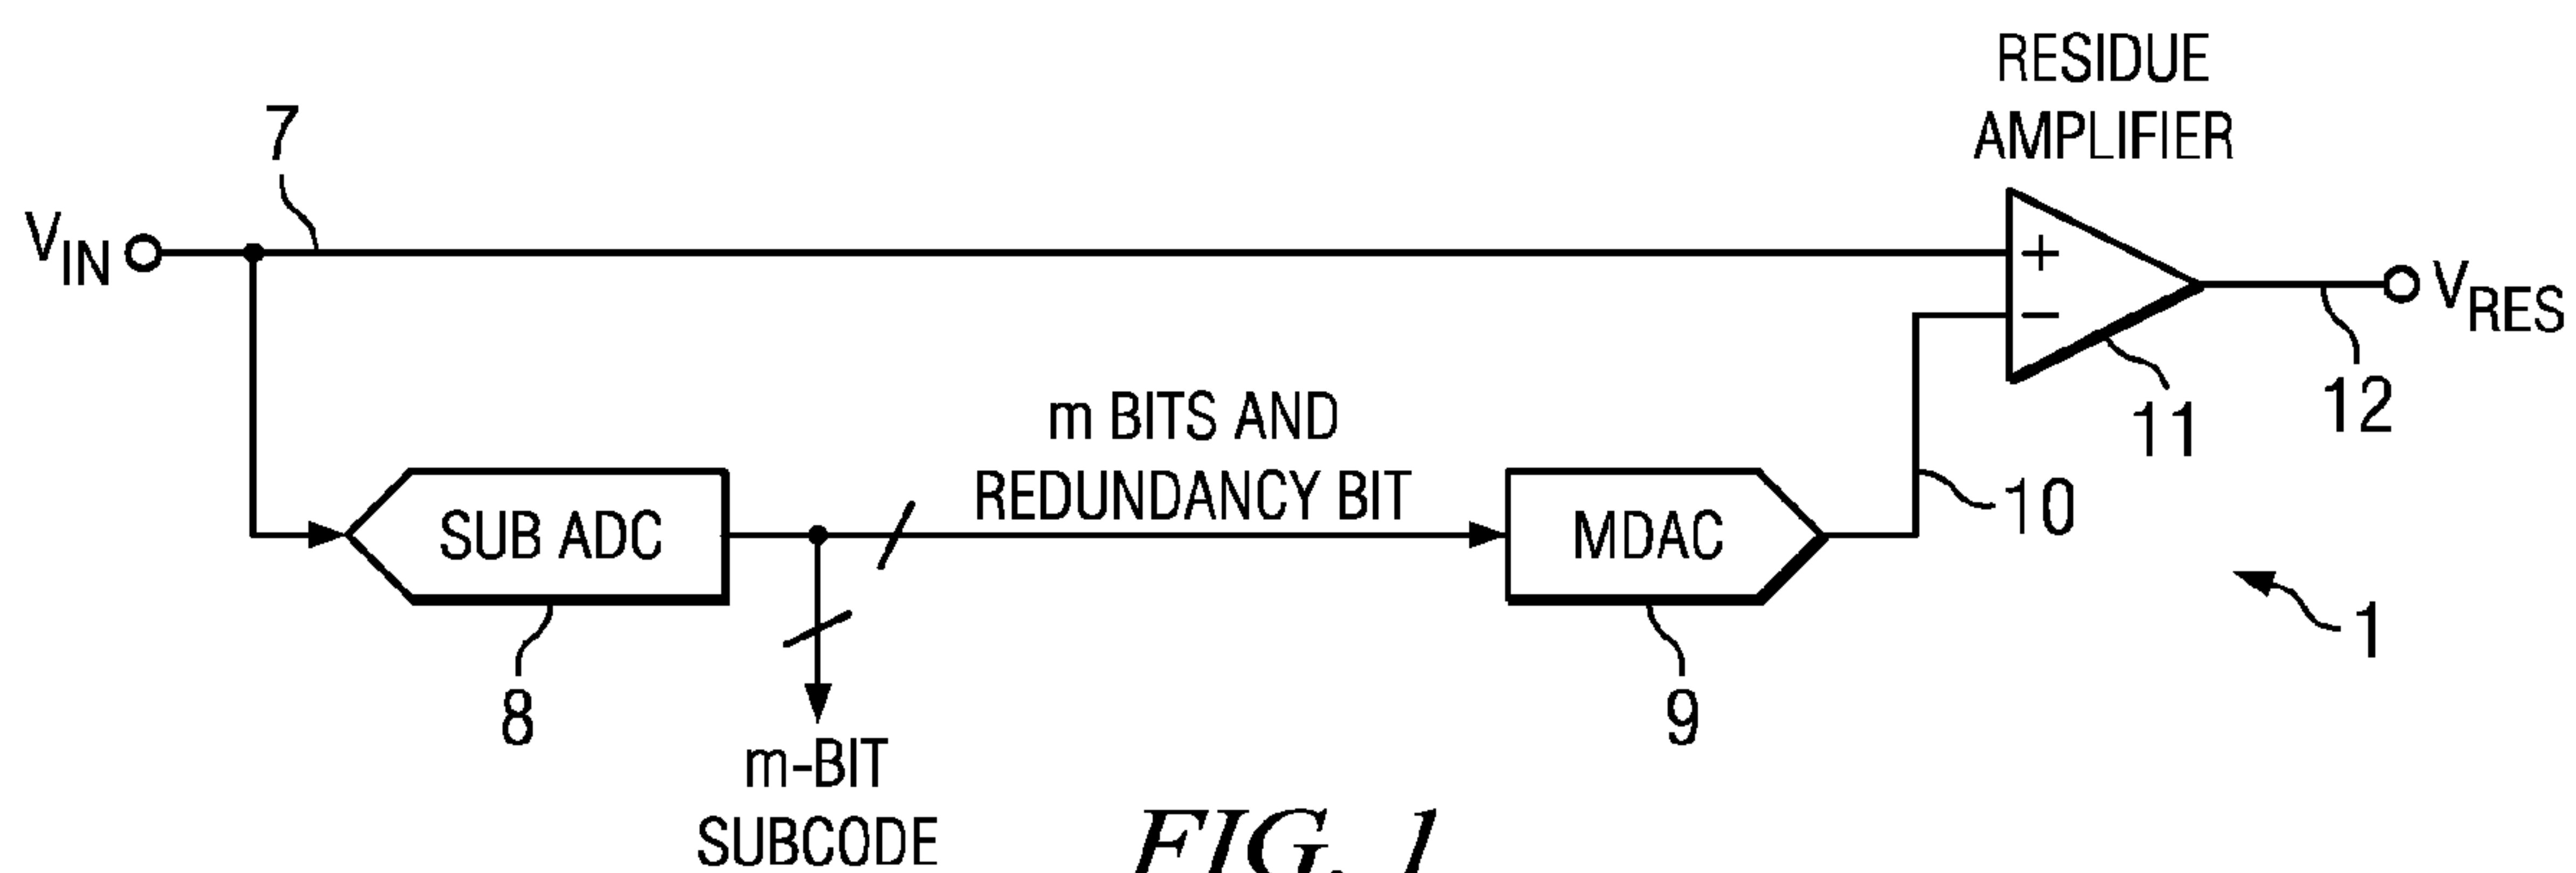 RESIDUE
AMPLIFIER
7
VIN
+
−
VRES
12
11
m BITS AND
REDUNDANCY BIT
10
SUB ADC
MDAC
1
8
9
m-BIT
SUBCODE
FIG. 1